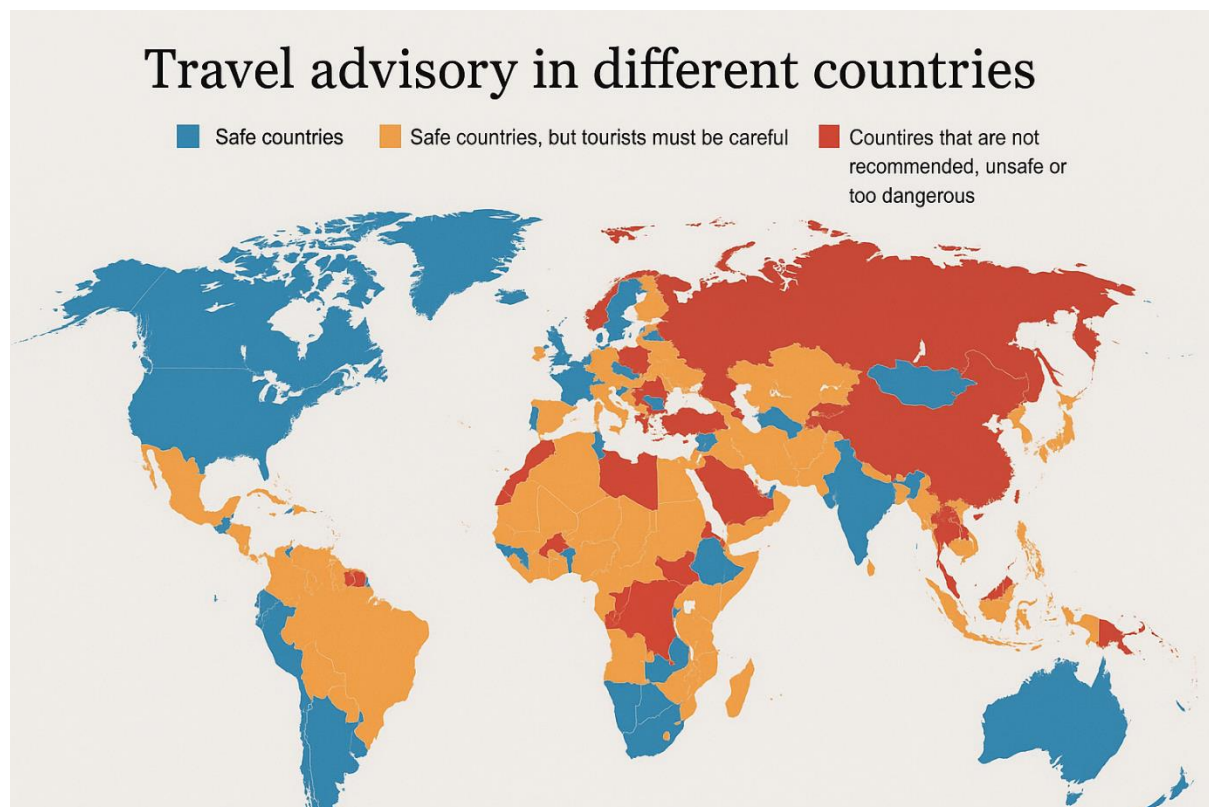 Travel advisory in different countries
Safe countries
Safe countries, but tourists must be careful
Countires that are not
recommended, unsafe or
too dangerous